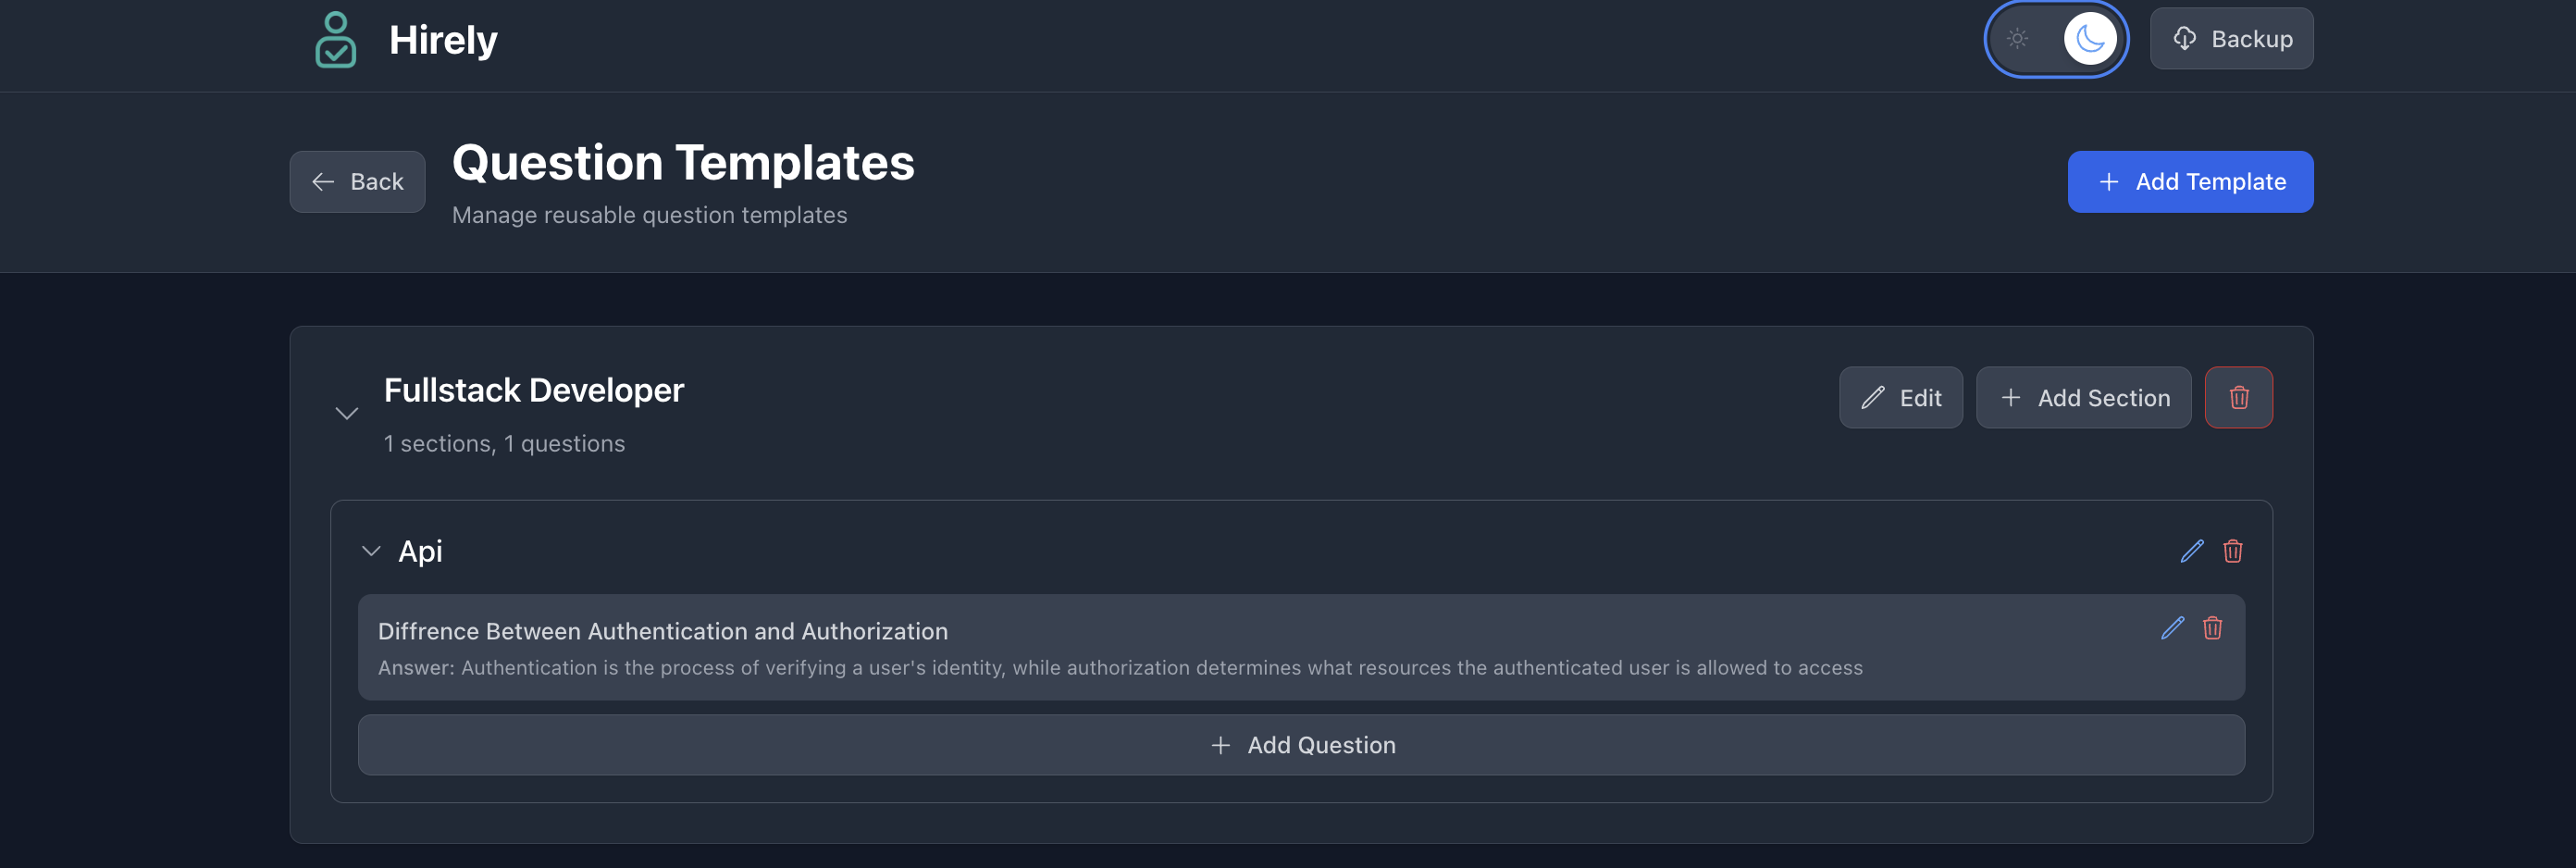 Hirely
Backup
Back
Question Templates
Manage reusable question templates
Add Template
Fullstack Developer
1 sections, 1 questions
Edit
Add Section
Api
Diffrence Between Authentication and Authorization
Answer: Authentication is the process of verifying a user's identity, while authorization determines what resources the authenticated user is allowed to access
Add Question